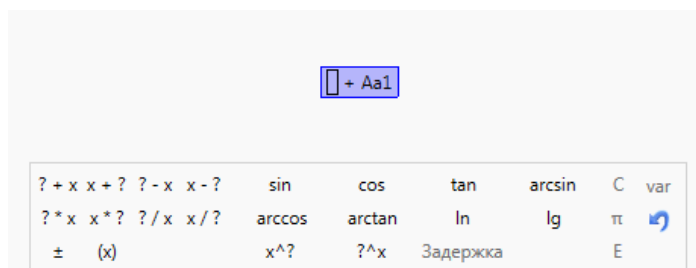 + Aa1
? + x x + ? ? - x x - ? sin cos tan arcsin C var
? * x x * ? ? / x x / ? arccos arctan ln lg π
± (x) x^? ?^x Задержка E